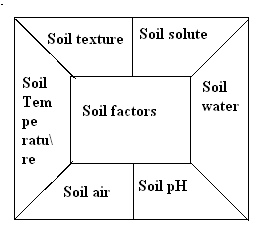 Soil texture
Soil solute
Soil
Tem
pe
ratu\
re
Soil factors
Soil
water
Soil air
Soil pH